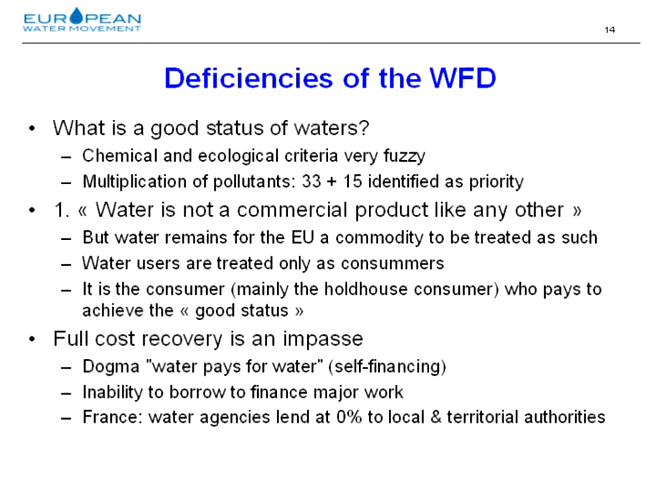 EUROPEAN
WATER MOVEMENT
14
Deficiencies of the WFD
• What is a good status of waters?
– Chemical and ecological criteria very fuzzy
– Multiplication of pollutants: 33 + 15 identified as priority
• 1. « Water is not a commercial product like any other »
– But water remains for the EU a commodity to be treated as such
– Water users are treated only as consummers
– It is the consumer (mainly the holdhouse consumer) who pays to
achieve the « good status »
• Full cost recovery is an impasse
– Dogma "water pays for water" (self-financing)
– Inability to borrow to finance major work
– France: water agencies lend at 0% to local & territorial authorities